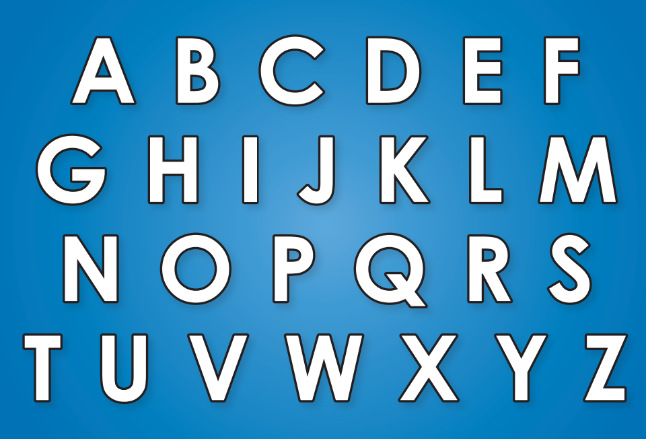 A B C D E F
G H I J K L M
N O P Q R S
T U V W X Y Z